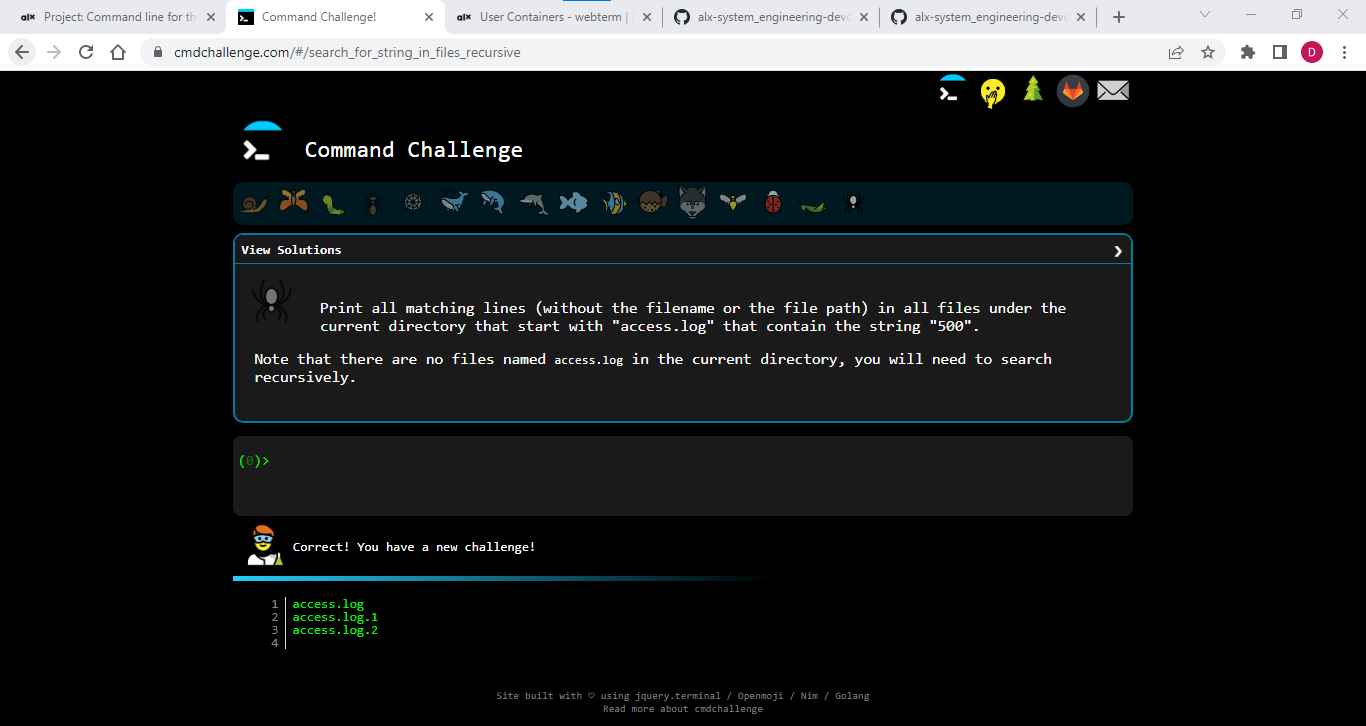 alx Project: Command line for th
Command Challenge!
alx User Containers - webterm |
alx-system_engineering-devo
alx-system_engineering-devo
cmdchallenge.com/#/search_for_string_in_files_recursive
D
Command Challenge
View Solutions
Print all matching lines (without the filename or the file path) in all files under the
current directory that start with "access.log" that contain the string "500".
Note that there are no files named access.log in the current directory, you will need to search
recursively.
(0)>
Correct! You have a new challenge!
1 access.log
2 access.log.1
3 access.log.2
4
Site built with ♡ using jquery.terminal / Openmoji / Nim / Golang
Read more about cmdchallenge